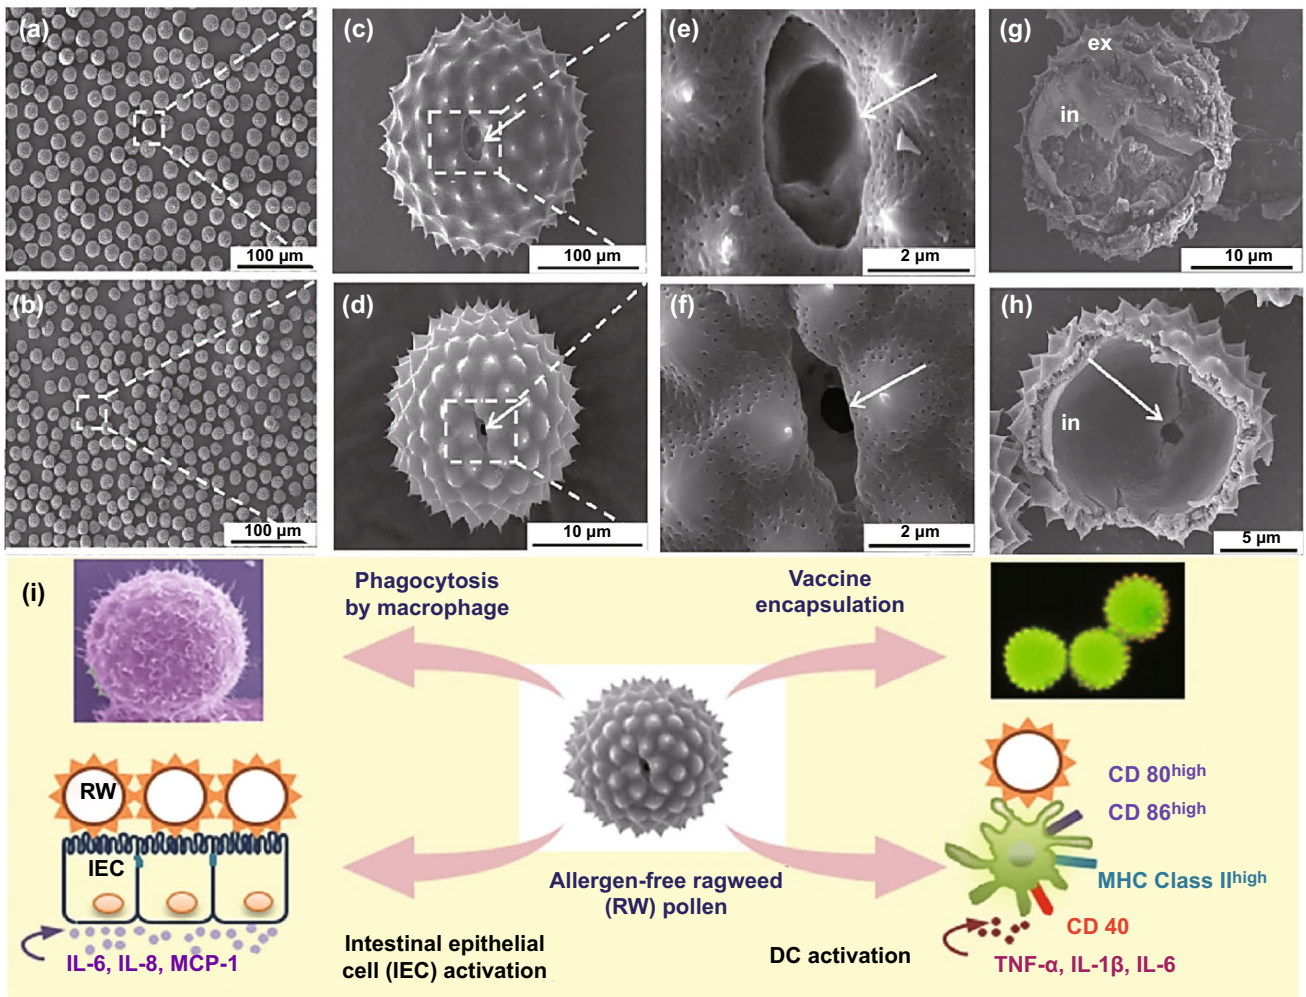 (a)
100 µm
(c)
100 µm
(e)
2 µm
(g)
ex
in
10 µm
(b)
100 µm
(d)
10 µm
(f)
2 µm
(h)
in
5 µm
(i)
Phagocytosis
by macrophage
Vaccine
encapsulation
RW
IEC
IL-6, IL-8, MCP-1
Intestinal epithelial
cell (IEC) activation
Allergen-free ragweed
(RW) pollen
DC activation
CD 80high
CD 86high
MHC Class IIhigh
CD 40
TNF-α, IL-1β, IL-6